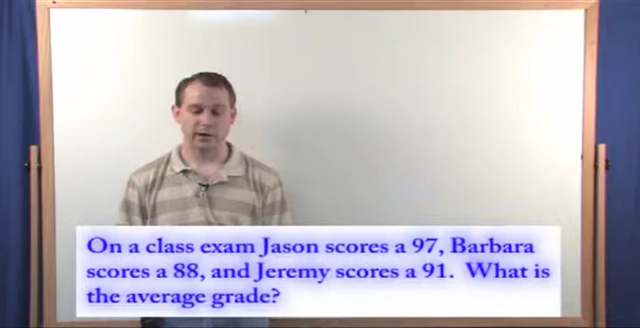 On a class exam Jason scores a 97, Barbara
scores a 88, and Jeremy scores a 91.  What is
the average grade?